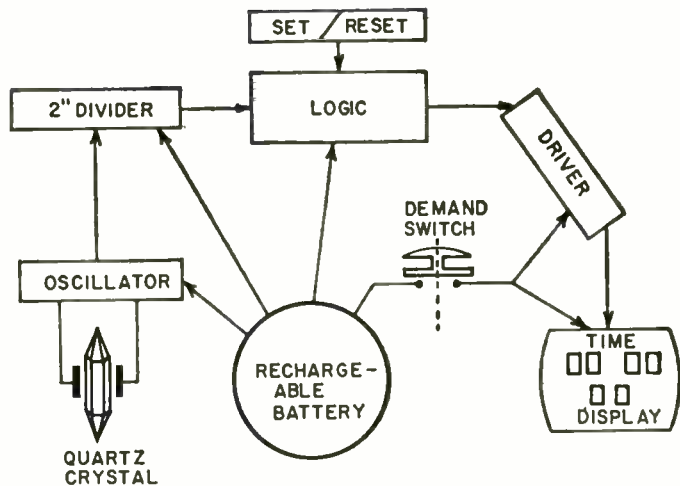 SET / RESET
2" DIVIDER
LOGIC
DRIVER
DEMAND
SWITCH
OSCILLATOR
RECHARGE-
ABLE
BATTERY
TIME
DISPLAY
QUARTZ
CRYSTAL